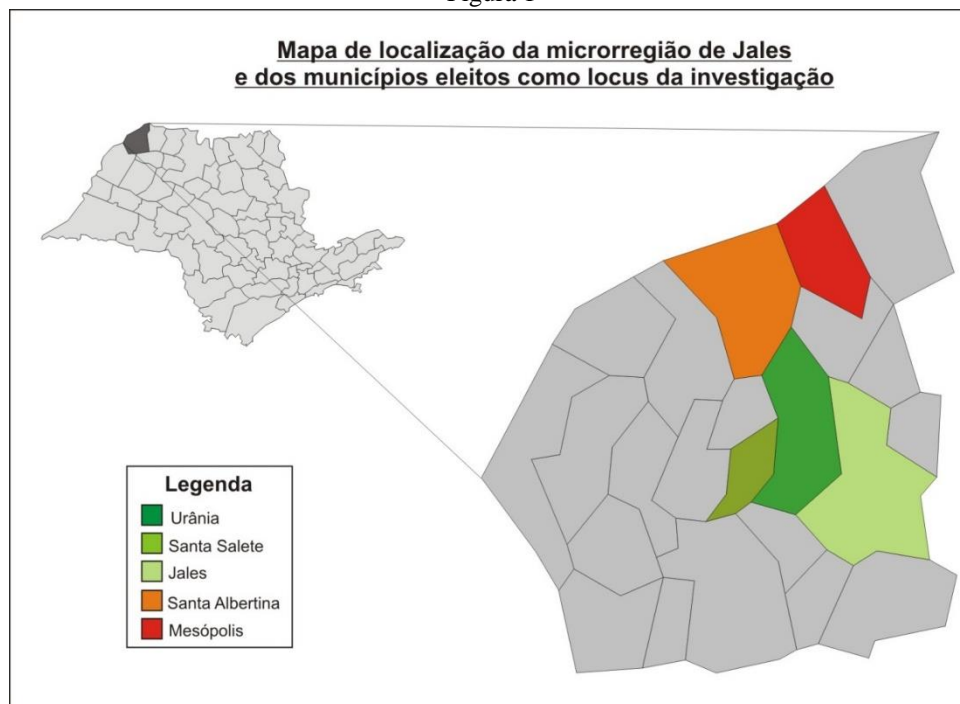 Mapa de localização da microrregião de Jales
e dos municípios eleitos como locus da investigação
Legenda
Urânia
Santa Salete
Jales
Santa Albertina
Mesópolis